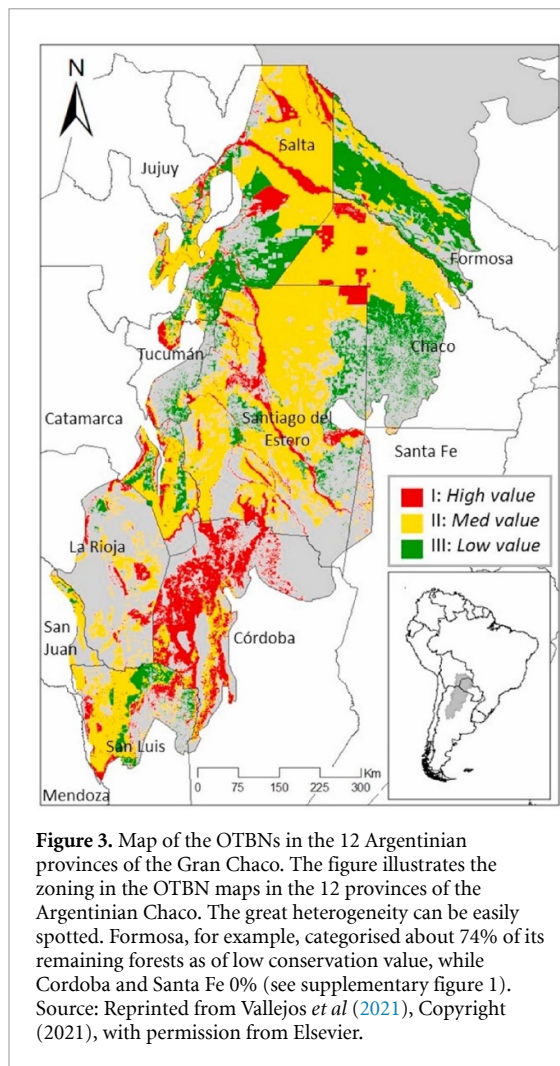 N
Salta
Jujuy
Formosa
Chaco
Tucumán
Catamarca
Santiago del
Estero
Santa Fe
I: High value
II: Med value
III: Low value
La Rioja
San
Juan
Córdoba
San Luis
Mendoza
0 75 150 225 300 Km
Figure 3. Map of the OTBNs in the 12 Argentinian
provinces of the Gran Chaco. The figure illustrates the
zoning in the OTBN maps in the 12 provinces of the
Argentinian Chaco. The great heterogeneity can be easily
spotted. Formosa, for example, categorised about 74% of its
remaining forests as of low conservation value, while
Cordoba and Santa Fe 0% (see supplementary figure 1).
Source: Reprinted from Vallejos et al (2021), Copyright
(2021), with permission from Elsevier.